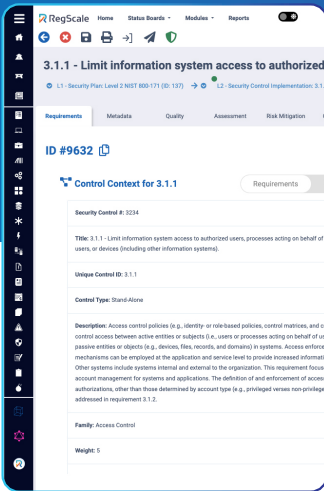 RegScale Home Status Boards Modules Reports
3.1.1 - Limit information system access to authorized
L1 - Security Plan: Level 2 NIST 800-171 (ID: 137) L2 - Security Control Implementation: 3.1.
Requirements Metadata Quality Assessment Risk Mitigation
ID #9632
Control Context for 3.1.1 Requirements
Security Control #: 3234
Title: 3.1.1 - Limit information system access to authorized users, processes acting on behalf of
users, or devices (including other information systems).
Unique Control ID: 3.1.1
Control Type: Stand-Alone
Description: Access control policies (e.g., identity- or role-based policies, control matrices, and c
control access between active entities or subjects (i.e., users or processes acting on behalf of us
passive entities or objects (e.g., devices, files, records, and domains) in systems. Access enforce
mechanisms can be employed at the application and service level to provide increased informati
Other systems include systems internal and external to the organization. This requirement focus
account management for systems and applications. The definition of and enforcement of access
authorizations, other than those determined by account type (e.g., privileged verses non-privilege
addressed in requirement 3.1.2.
Family: Access Control
Weight: 5